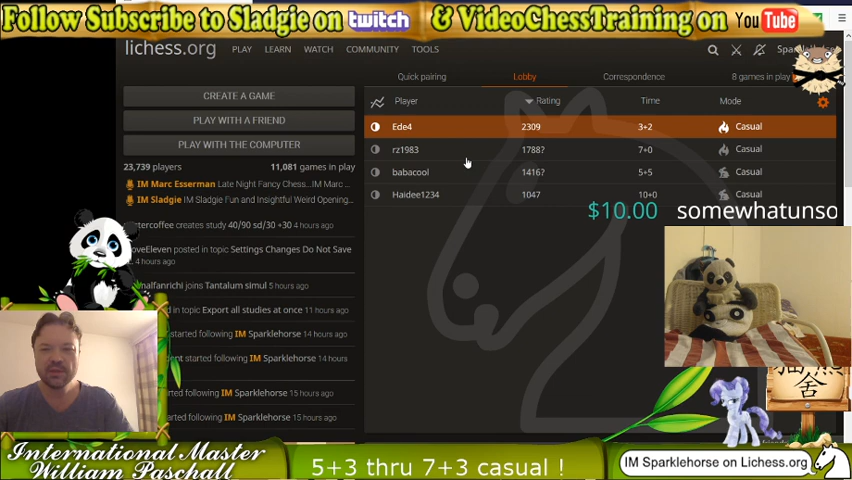 Follow Subscribe to Sladgie on twitch & VideoChessTraining on You Tube
lichess.org PLAY LEARN WATCH COMMUNITY TOOLS
Quick pairing Lobby Correspondence 8 games in play
CREATE A GAME
PLAY WITH A FRIEND
PLAY WITH THE COMPUTER
23,739 players 11,081 games in play
IM Marc Esserman Late Night Fancy Chess...IM Marc ...
IM Sladgie IM Sladgie Fun and Insightful Weird Opening...
creates study 40/90 sd/30 +30 4 hours ago
posted in topic Settings Changes Do Not Save
... 4 hours ago
joins Tantalum simul 5 hours ago
in topic Export all studies at once 11 hours ago
started following IM Sparklehorse 14 hours ago
started following IM Sparklehorse 14 hours
ago
started following IM Sparklehorse 15 hours
ago
started following IM Sparklehorse 15 hours
Player Rating Time Mode
Ede4 2309 3+2 Casual
rz1983 1788? 7+0 Casual
babacool 1416? 5+5 Casual
Haidee1234 1047 10+0 Casual
$10.00 somewhatunso
International Master
William Paschall
5+3 thru 7+3 casual !
IM Sparklehorse on Lichess.org